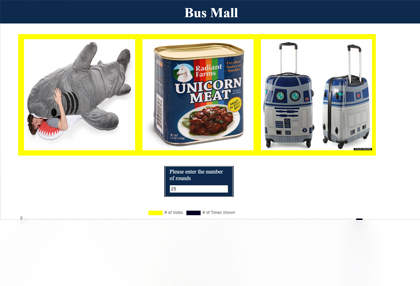 Bus Mall
Radiant
Farms
UNICORN
MEAT
Please enter the number
of rounds
25
# of Votes
# of Times shown